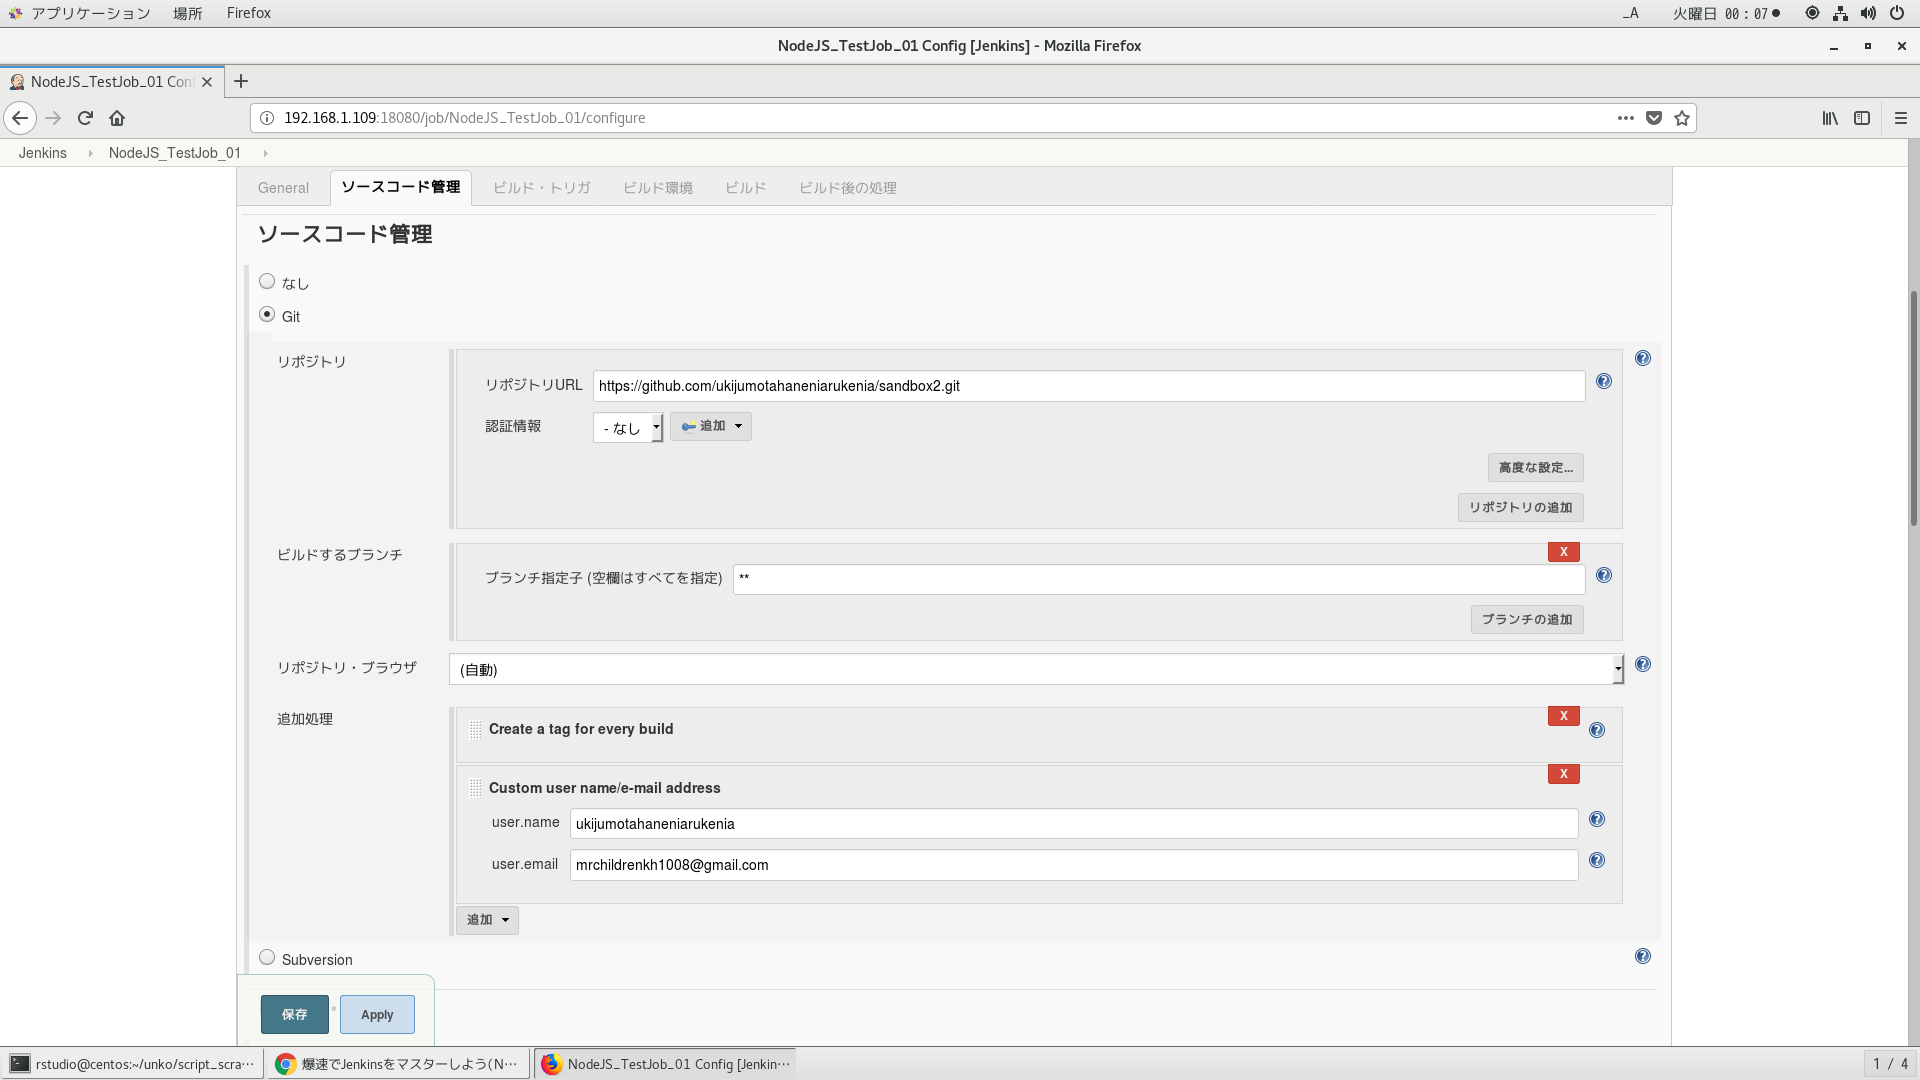 アプリケーション 場所 Firefox _A 火曜日 00：07●
NodeJS_TestJob_01 Config [Jenkins] - Mozilla Firefox
NodeJS_TestJob_01 Con
192.168.1.109:18080/job/NodeJS_TestJob_01/configure
Jenkins NodeJS_TestJob_01
General ソースコード管理 ビルド・トリガ ビルド環境 ビルド ビルド後の処理
ソースコード管理
なし
Git
リポジトリ
リポジトリURL https://github.com/ukijumotahaneniarukenia/sandbox2.git
認証情報 - なし 追加
高度な設定...
リポジトリの追加
ビルドするブランチ
X
ブランチ指定子 (空欄はすべてを指定) **
ブランチの追加
リポジトリ・ブラウザ (自動)
追加処理
X
Create a tag for every build
X
Custom user name/e-mail address
user.name ukijumotahaneniarukenia
user.email mrchildrenkh1008@gmail.com
追加
Subversion
保存 Apply
rstudio@centos:~/unko/script_scra… 爆速でJenkinsをマスターしよう(N… NodeJS_TestJob_01 Config [Jenkin… 1 / 4